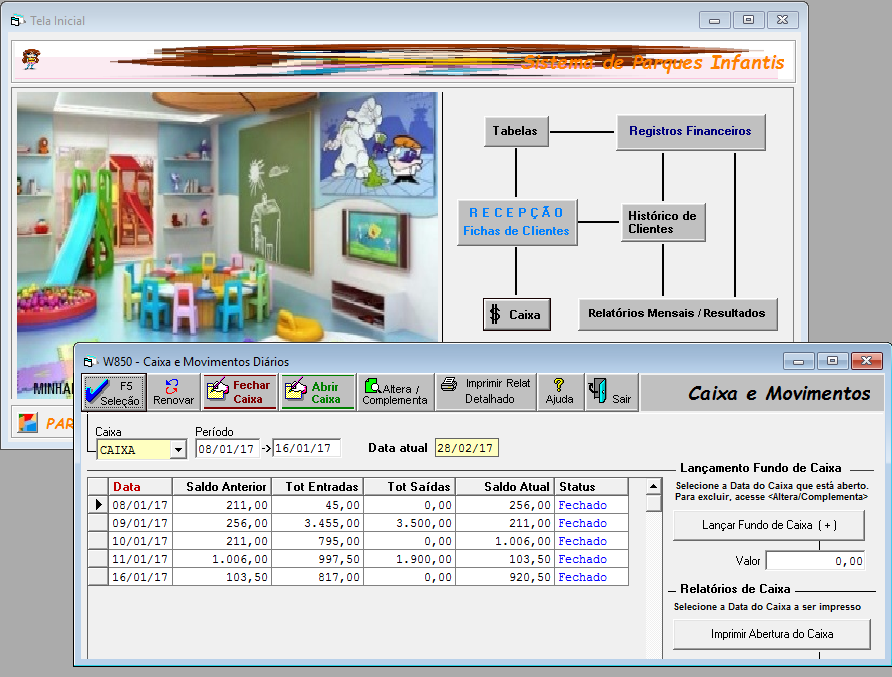 Tela Inicial
Sistema de Parques Infantis
Tabelas
Registros Financeiros
R E C E P Ç Ã O
Fichas de Clientes
Histórico de
Clientes
$ Caixa
Relatórios Mensais / Resultados
W850 - Caixa e Movimentos Diários
F5
Seleção
Renovar
Fechar
Caixa
Abrir
Caixa
Altera /
Complementa
Imprimir Relat
Detalhado
Ajuda
Sair
Caixa e Movimentos
Caixa
CAIXA
Período
08/01/17 -> 16/01/17
Data atual 28/02/17
Data Saldo Anterior Tot Entradas Tot Saídas Saldo Atual Status
08/01/17 211,00 45,00 0,00 256,00 Fechado
09/01/17 256,00 3.455,00 3.500,00 211,00 Fechado
10/01/17 211,00 795,00 0,00 1.006,00 Fechado
11/01/17 1.006,00 997,50 1.900,00 103,50 Fechado
16/01/17 103,50 817,00 0,00 920,50 Fechado
Lançamento Fundo de Caixa
Selecione a Data do Caixa que está aberto.
Para excluir, acesse <Altera/Complementa>
Lançar Fundo de Caixa ( + )
Valor 0,00
Relatórios de Caixa
Selecione a Data do Caixa a ser impresso
Imprimir Abertura do Caixa